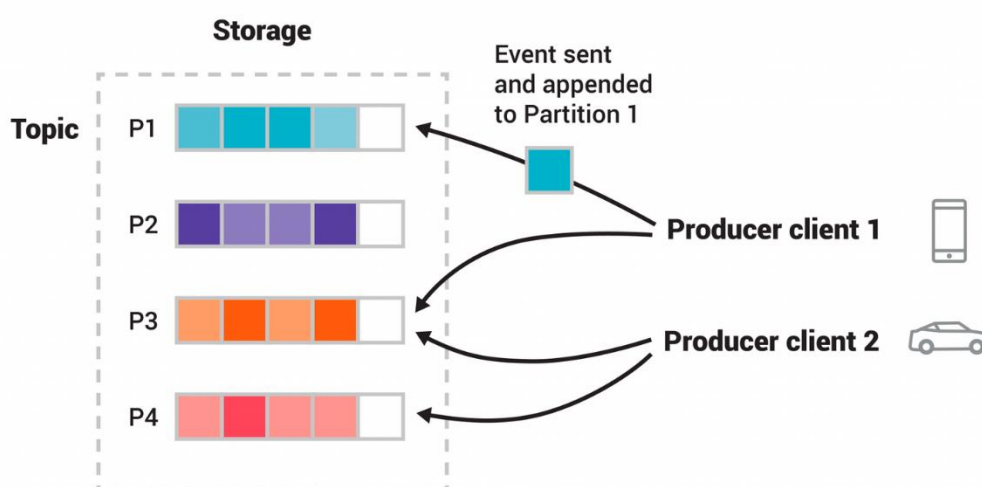 Storage
Event sent
and appended
to Partition 1
Topic
P1
P2
Producer client 1
P3
Producer client 2
P4